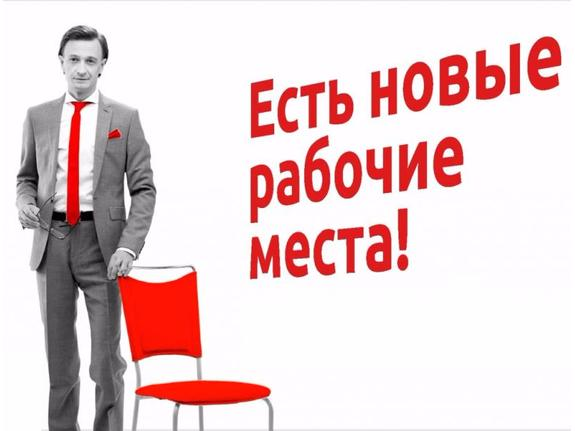 Есть новые
рабочие
места!